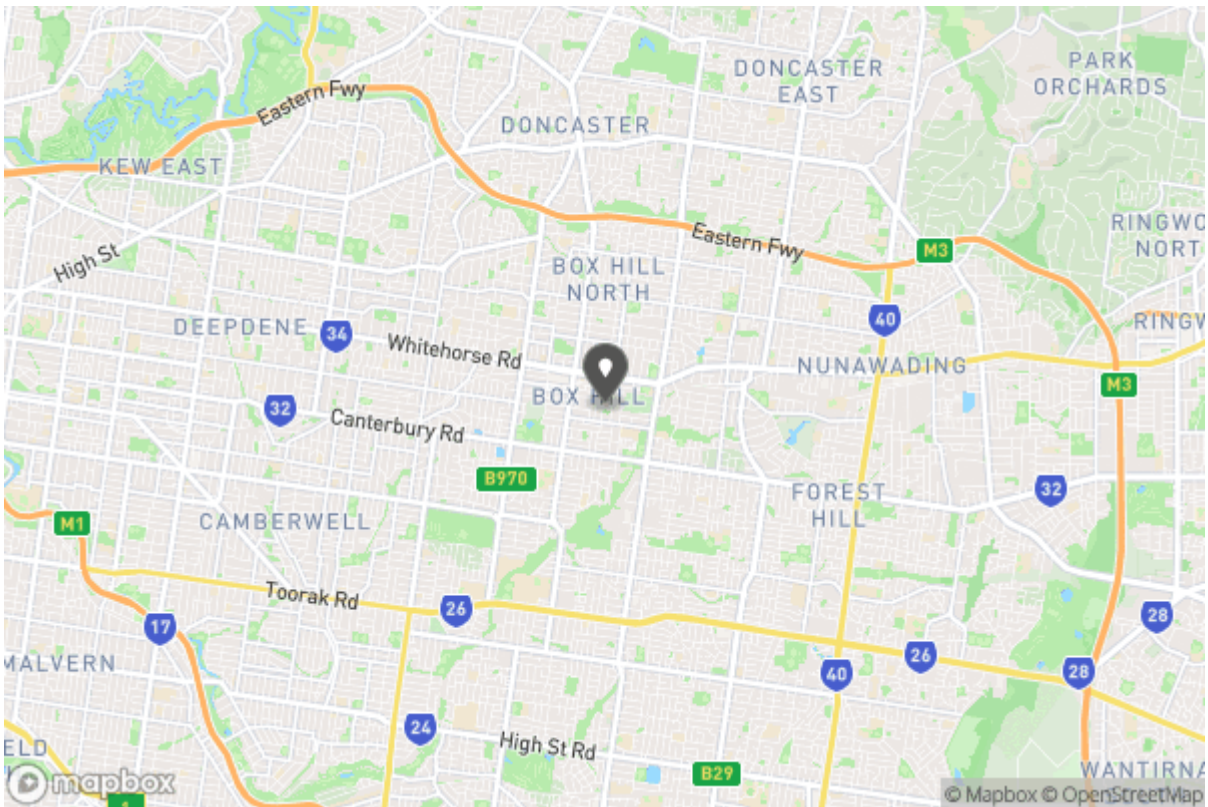 PARK
ORCHARDS
DONCASTER
EAST
Eastern Fwy
DONCASTER
KEW EAST
RINGWO
NORT
Eastern Fwy
M3
High St
BOX HILL
NORTH
DEEPDENE
34
40
RINGW
Whitehorse Rd
NUNAWADING
M3
BOX HILL
32
Canterbury Rd
B970
FOREST
HILL
32
M1
CAMBERWELL
Toorak Rd
26
28
17
26
MALVERN
40
28
24
High St Rd
ELD
B29
WANTIRNA
mapbox
© Mapbox © OpenStreetMap
1